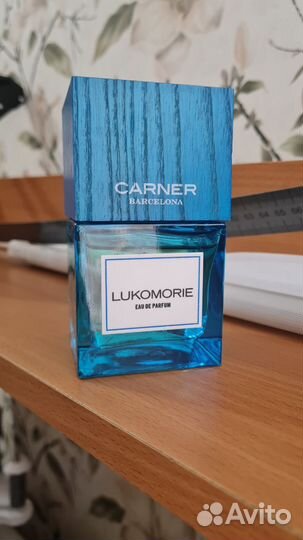 CARNER
BARCELONA
LUKOMORIE
EAU DE PARFUM
Avito